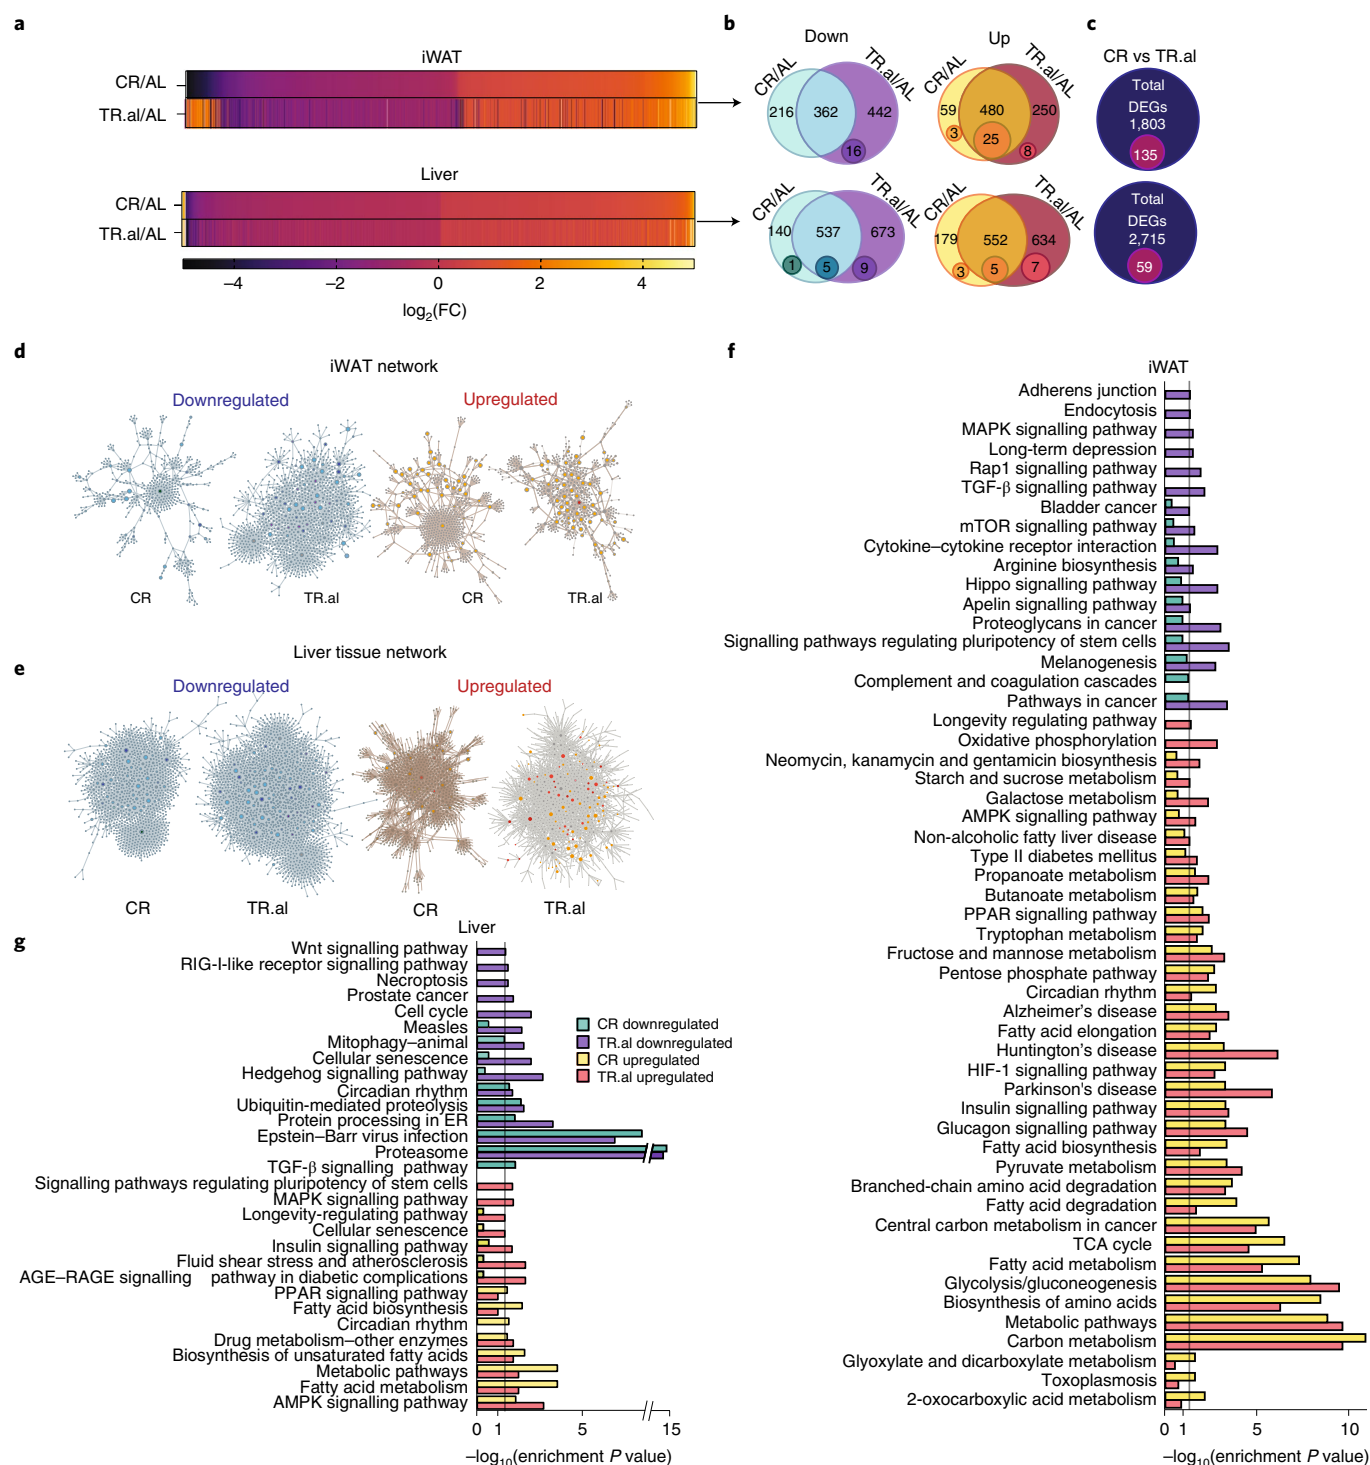 a
iWAT
CR/AL
TR.al/AL
Liver
CR/AL
TR.al/AL
−4
−2
0
2
4
log2(FC)
b
Down
Up
CR/AL
TR.al/AL
216
362
442
16
CR/AL
TR.al/AL
59
480
250
3
25
8
CR/AL
TR.al/AL
140
537
673
1
5
9
CR/AL
TR.al/AL
179
552
634
3
5
7
c
CR vs TR.al
Total
DEGs
1,803
135
Total
DEGs
2,715
59
d
iWAT network
Downregulated
Upregulated
CR
TR.al
CR
TR.al
e
Liver tissue network
Downregulated
Upregulated
CR
TR.al
CR
TR.al
f
iWAT
Adherens junction
Endocytosis
MAPK signalling pathway
Long-term depression
Rap1 signalling pathway
TGF-β signalling pathway
Bladder cancer
mTOR signalling pathway
Cytokine–cytokine receptor interaction
Arginine biosynthesis
Hippo signalling pathway
Apelin signalling pathway
Proteoglycans in cancer
Signalling pathways regulating pluripotency of stem cells
Melanogenesis
Complement and coagulation cascades
Pathways in cancer
Longevity regulating pathway
Oxidative phosphorylation
Neomycin, kanamycin and gentamicin biosynthesis
Starch and sucrose metabolism
Galactose metabolism
AMPK signalling pathway
Non-alcoholic fatty liver disease
Type II diabetes mellitus
Propanoate metabolism
Butanoate metabolism
PPAR signalling pathway
Tryptophan metabolism
Fructose and mannose metabolism
Pentose phosphate pathway
Circadian rhythm
Alzheimer's disease
Fatty acid elongation
Huntington's disease
HIF-1 signalling pathway
Parkinson's disease
Insulin signalling pathway
Glucagon signalling pathway
Fatty acid biosynthesis
Pyruvate metabolism
Branched-chain amino acid degradation
Fatty acid degradation
Central carbon metabolism in cancer
TCA cycle
Fatty acid metabolism
Glycolysis/gluconeogenesis
Biosynthesis of amino acids
Metabolic pathways
Carbon metabolism
Glyoxylate and dicarboxylate metabolism
Toxoplasmosis
2-oxocarboxylic acid metabolism
0 1 5 10
−log10(enrichment P value)
g
Liver
Wnt signalling pathway
RIG-I-like receptor signalling pathway
Necroptosis
Prostate cancer
Cell cycle
Measles
Mitophagy–animal
Cellular senescence
Hedgehog signalling pathway
Circadian rhythm
Ubiquitin-mediated proteolysis
Protein processing in ER
Epstein–Barr virus infection
Proteasome
TGF-β signalling pathway
Signalling pathways regulating pluripotency of stem cells
MAPK signalling pathway
Longevity-regulating pathway
Cellular senescence
Insulin signalling pathway
Fluid shear stress and atherosclerosis
AGE–RAGE signalling pathway in diabetic complications
PPAR signalling pathway
Fatty acid biosynthesis
Circadian rhythm
Drug metabolism–other enzymes
Biosynthesis of unsaturated fatty acids
Metabolic pathways
Fatty acid metabolism
AMPK signalling pathway
0 1 5 15
−log10(enrichment P value)
CR downregulated
TR.al downregulated
CR upregulated
TR.al upregulated